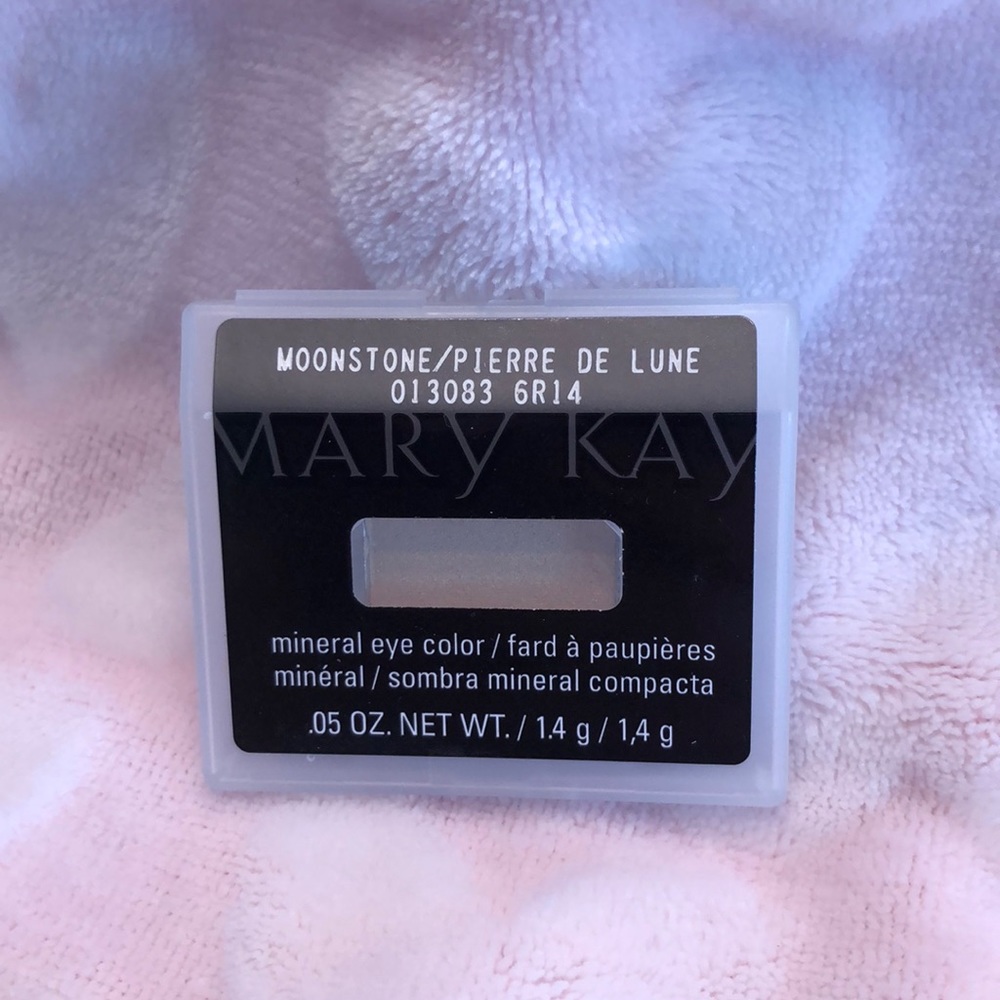 MOONSTONE/PIERRE DE LUNE
013083 6R14
MARY KAY
mineral eye color / fard à paupières
minéral / sombra mineral compacta
.05 OZ. NET WT. / 1.4 g / 1,4 g